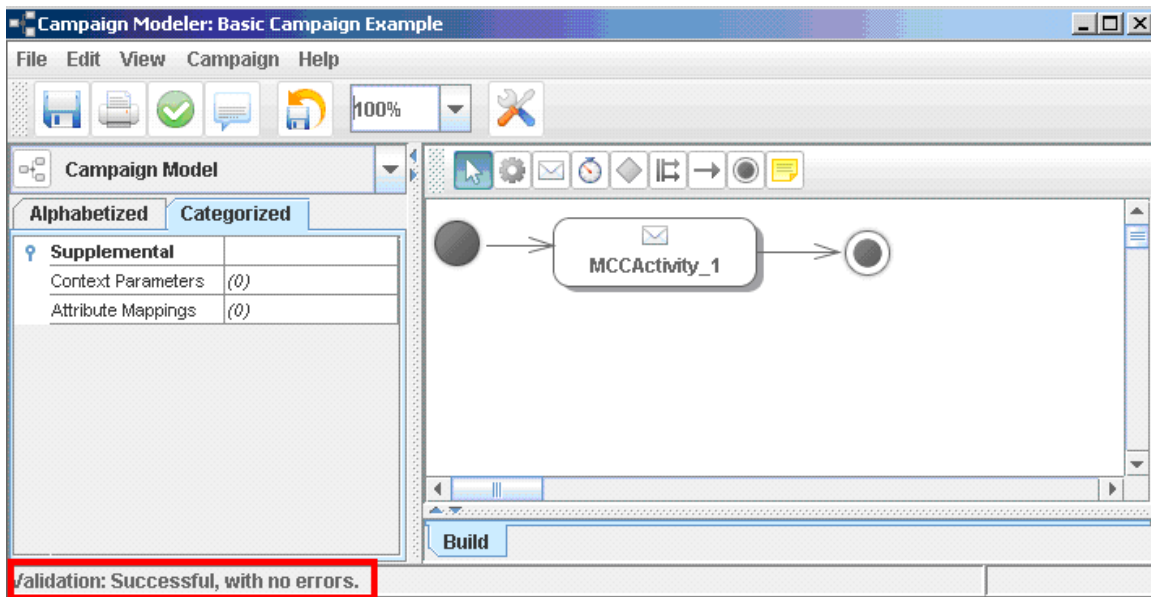 Campaign Modeler: Basic Campaign Example
File Edit View Campaign Help
100%
Campaign Model
Alphabetized Categorized
Supplemental
Context Parameters (0)
Attribute Mappings (0)
MCCActivity_1
Build
Validation: Successful, with no errors.